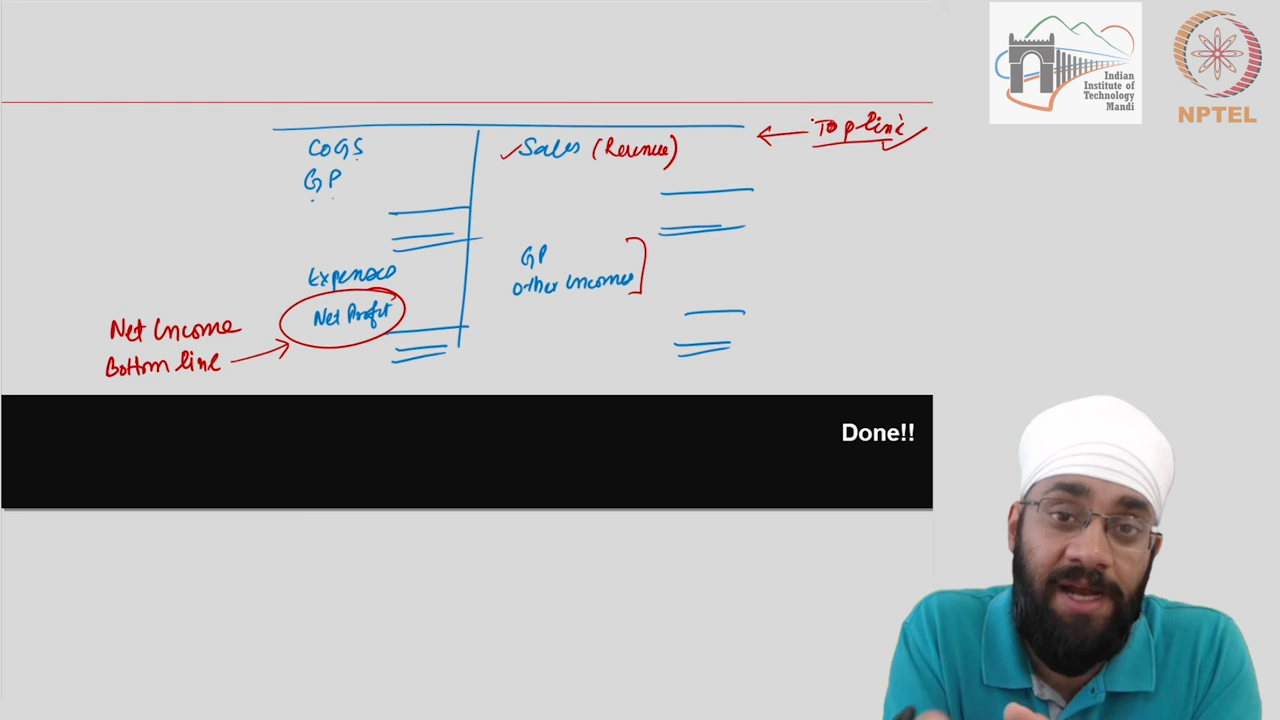 Indian
Institute of
Technology
Mandi
NPTEL
Top line
COGS
Sales (Revenue)
GP
GP
Expenses
Other Income
Net Profit
Net Income
Bottom line
Done!!